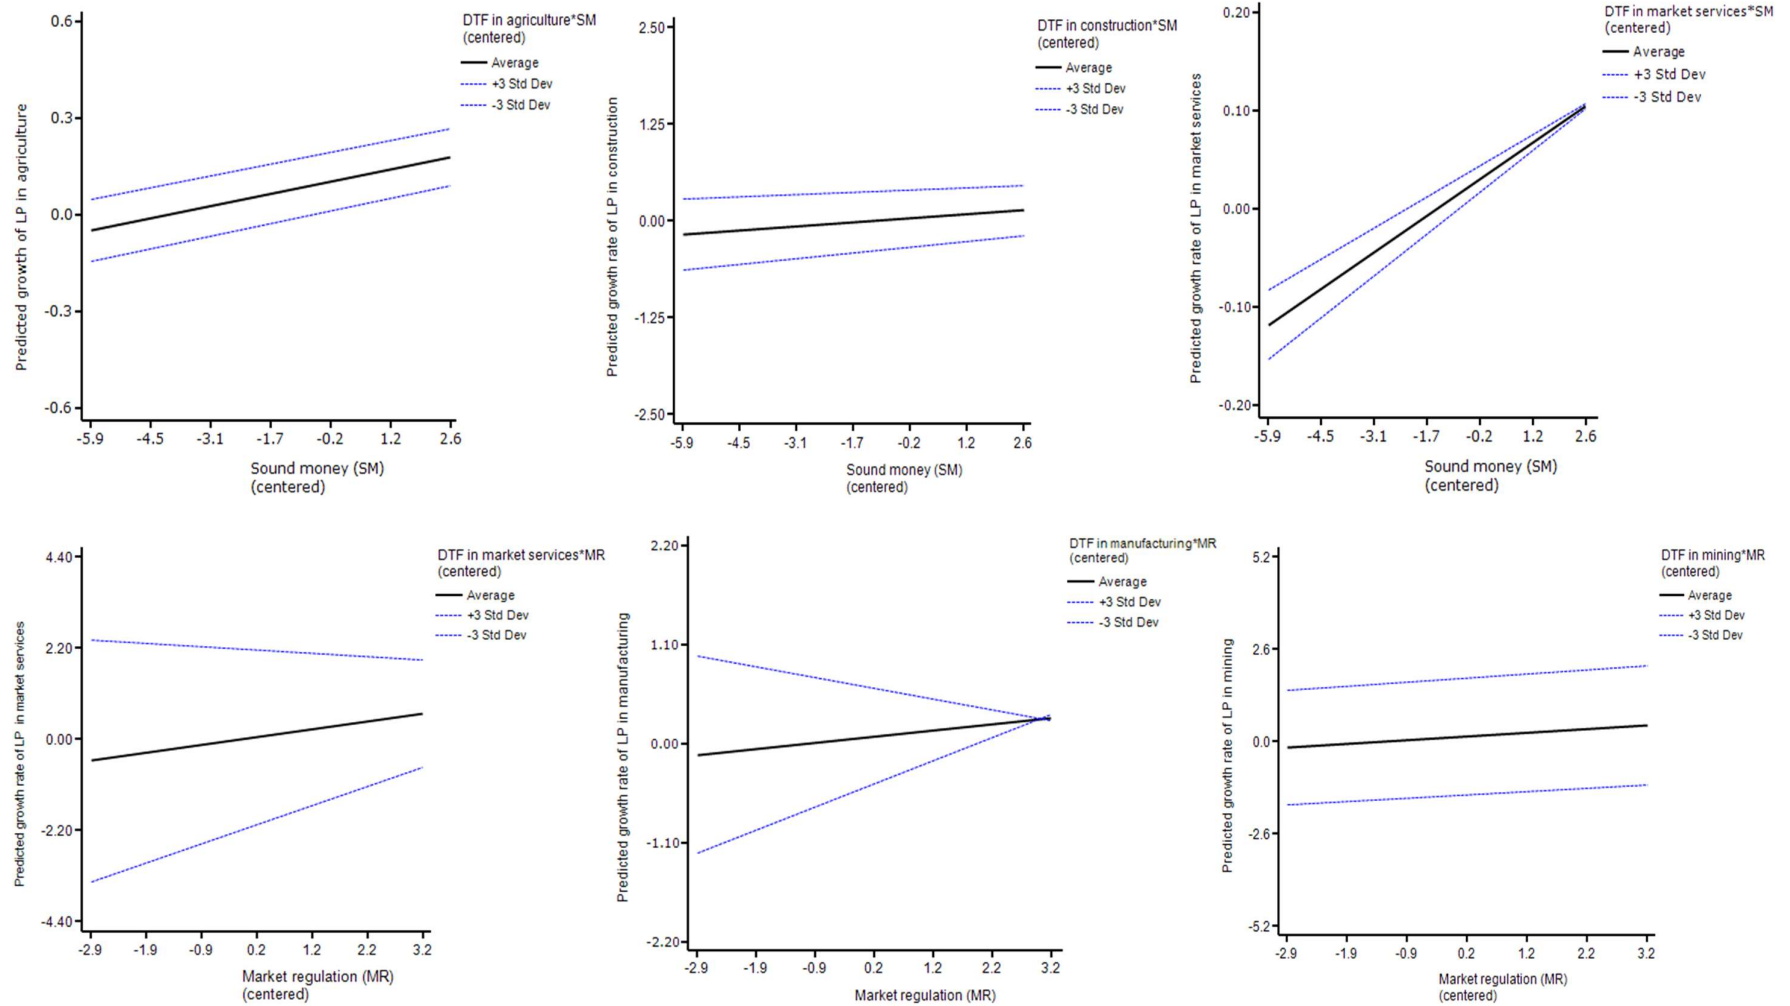 DTF in agriculture*SM
(centered)
Average
+3 Std Dev
-3 Std Dev
Predicted growth of LP in agriculture
0.6
0.3
0.0
-0.3
-0.6
-5.9 -4.5 -3.1 -1.7 -0.2 1.2 2.6
Sound money (SM)
(centered)
DTF in construction*SM
(centered)
Average
+3 Std Dev
-3 Std Dev
Predicted growth rate of LP in construction
2.50
1.25
0.00
-1.25
-2.50
-5.9 -4.5 -3.1 -1.7 -0.2 1.2 2.6
Sound money (SM)
(centered)
DTF in market services*SM
(centered)
Average
+3 Std Dev
-3 Std Dev
Predicted growth rate of LP in market services
0.20
0.10
0.00
-0.10
-0.20
-5.9 -4.5 -3.1 -1.7 -0.2 1.2 2.6
Sound money (SM)
(centered)
DTF in market services*MR
(centered)
Average
+3 Std Dev
-3 Std Dev
Predicted growth rate of LP in market services
4.40
2.20
0.00
-2.20
-4.40
-2.9 -1.9 -0.9 0.2 1.2 2.2 3.2
Market regulation (MR)
(centered)
DTF in manufacturing*MR
(centered)
Average
+3 Std Dev
-3 Std Dev
Predicted growth rate of LP in manufacturing
2.20
1.10
0.00
-1.10
-2.20
-2.9 -1.9 -0.9 0.2 1.2 2.2 3.2
Market regulation (MR)
DTF in mining*MR
(centered)
Average
+3 Std Dev
-3 Std Dev
Predicted growth rate of LP in mining
5.2
2.6
0.0
-2.6
-5.2
-2.9 -1.9 -0.9 0.2 1.2 2.2 3.2
Market regulation (MR)
(centered)